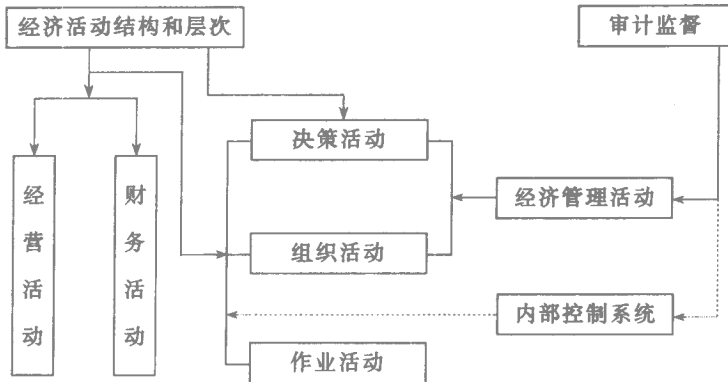 经济活动结构和层次
审计监督
决策活动
经营活动
财务活动
经济管理活动
组织活动
内部控制系统
作业活动